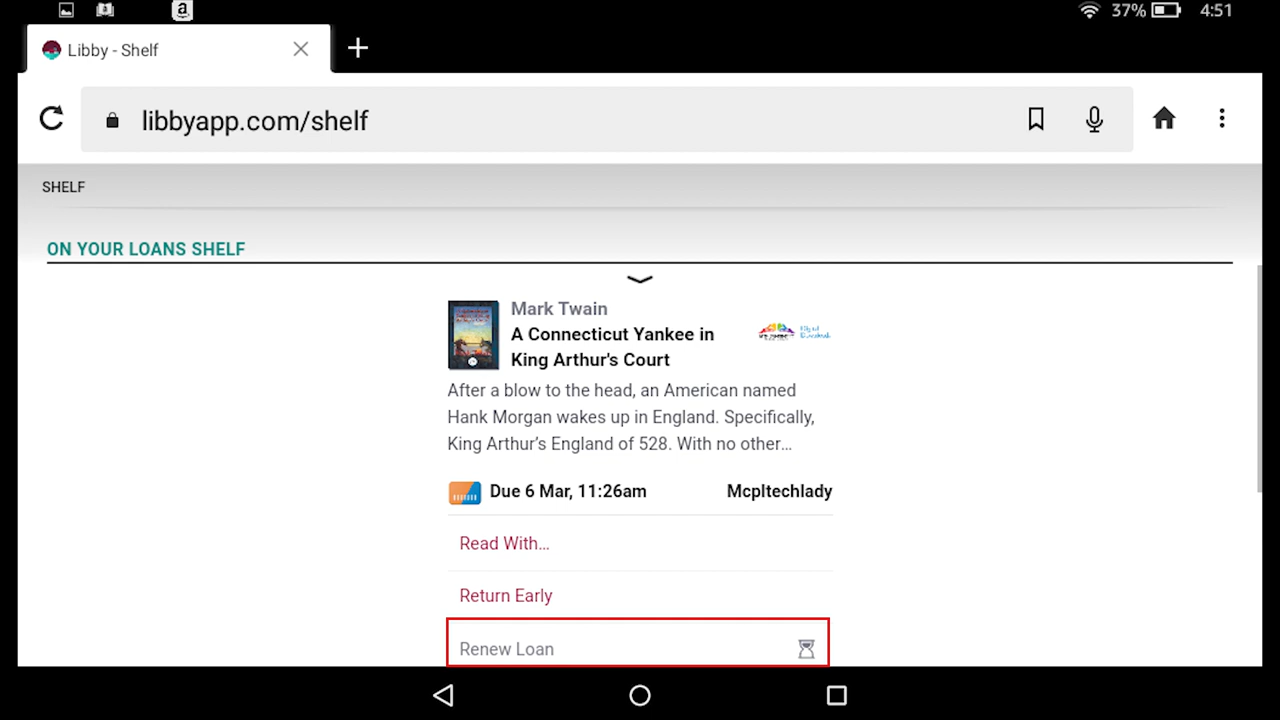 37% 4:51
Libby - Shelf
libbyapp.com/shelf
SHELF
ON YOUR LOANS SHELF
Mark Twain
A Connecticut Yankee in
King Arthur's Court
After a blow to the head, an American named
Hank Morgan wakes up in England. Specifically,
King Arthur’s England of 528. With no other…
Due 6 Mar, 11:26am Mcpltechlady
Read With…
Return Early
Renew Loan